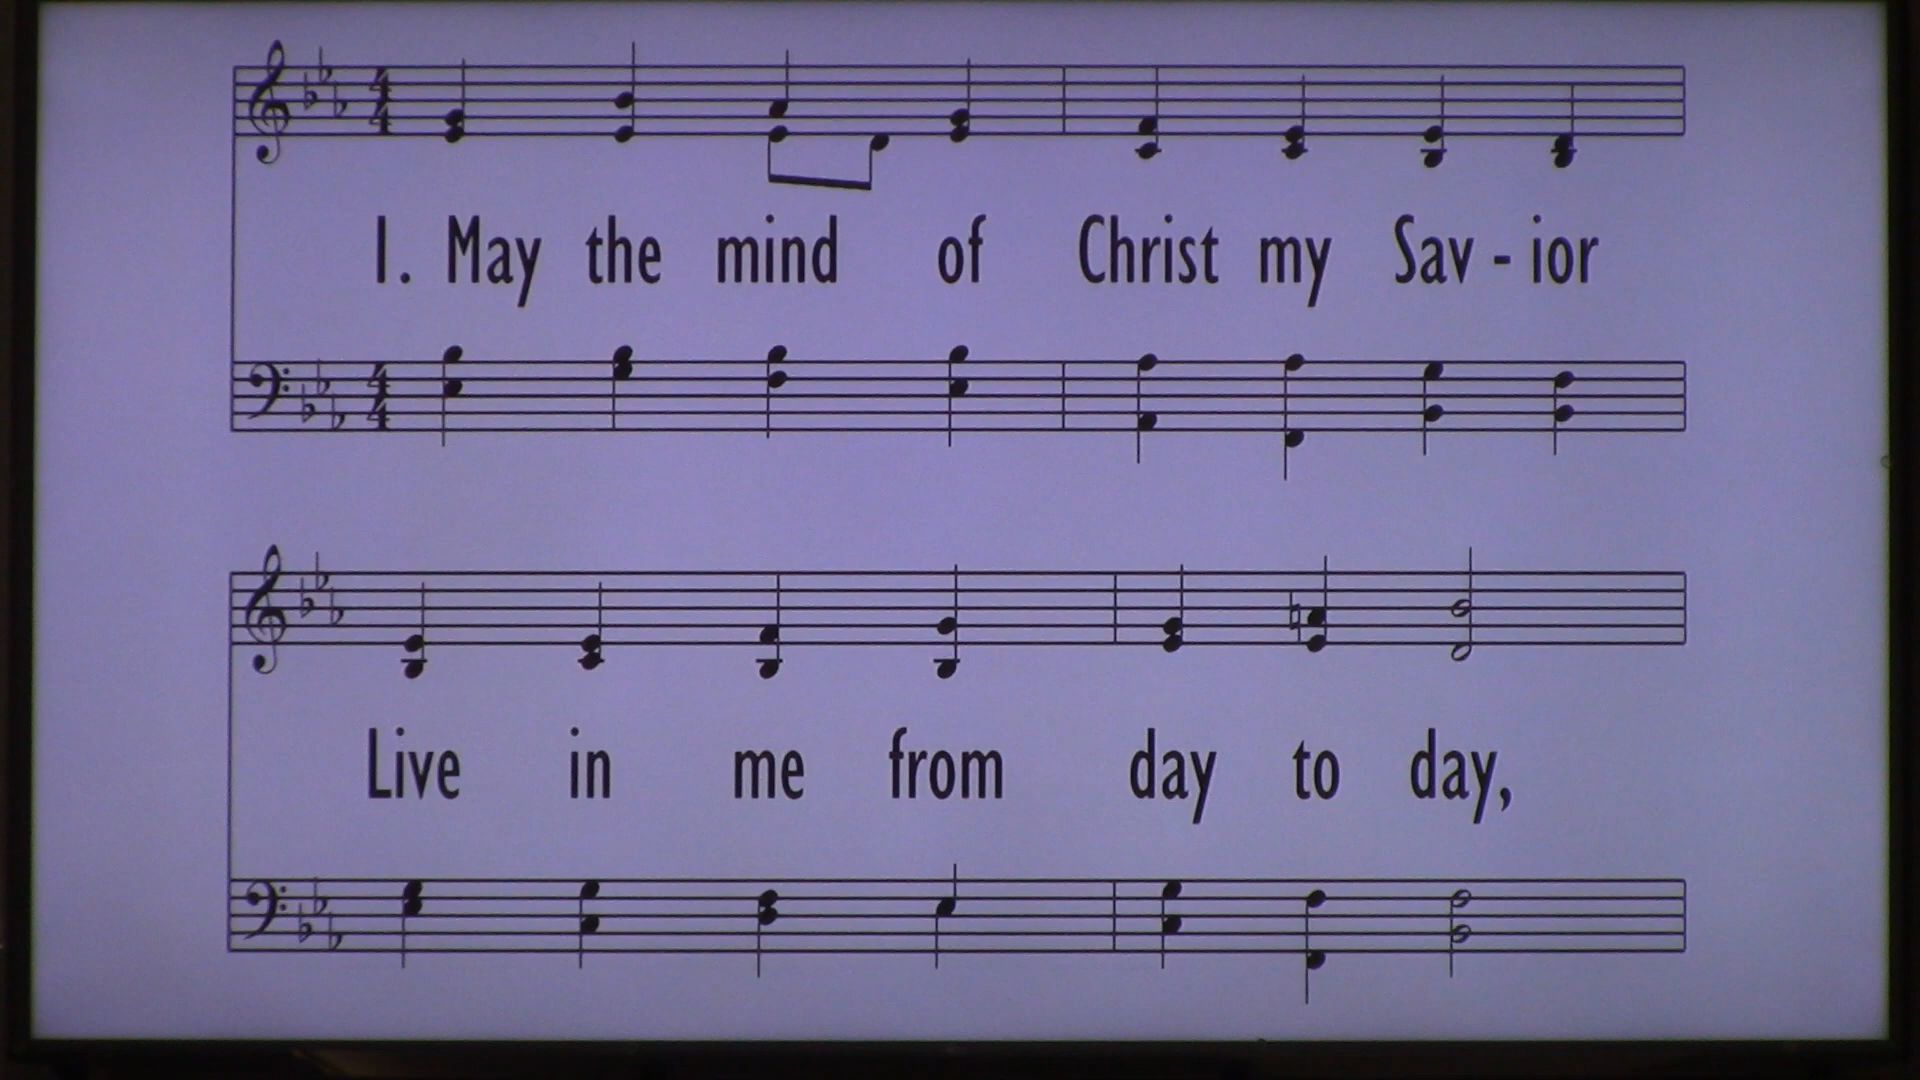 1. May the mind of Christ my Sav - ior
Live in me from day to day,